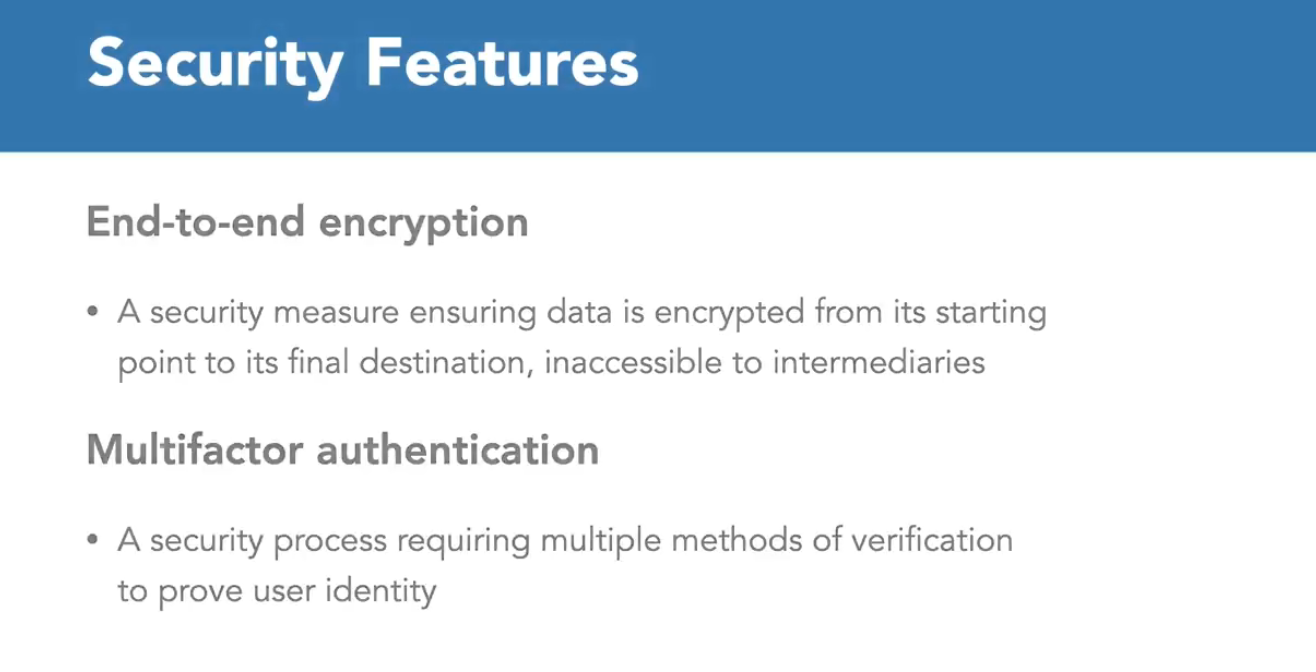 Security Features
End-to-end encryption
• A security measure ensuring data is encrypted from its starting
point to its final destination, inaccessible to intermediaries
Multifactor authentication
• A security process requiring multiple methods of verification
to prove user identity